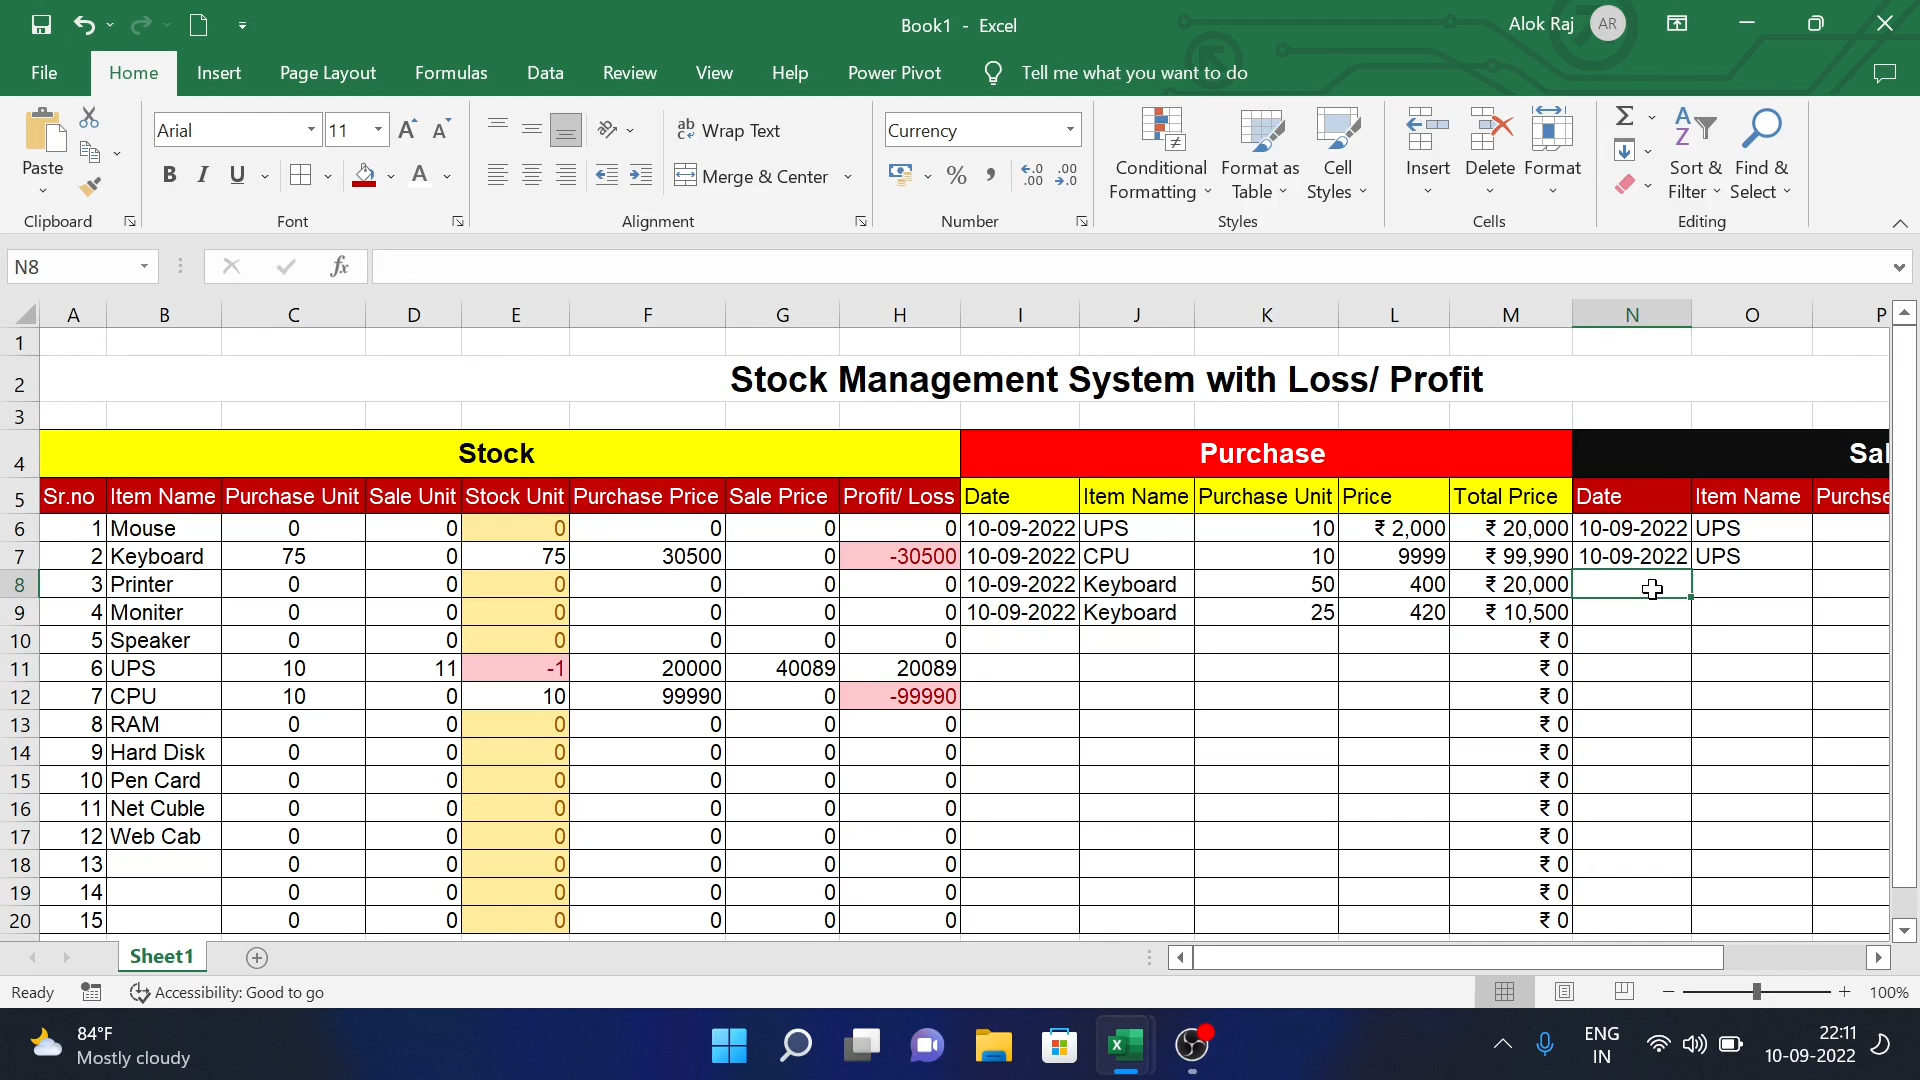 Book1 - Excel
Alok Raj
AR
File Home Insert Page Layout Formulas Data Review View Help Power Pivot Tell me what you want to do
Paste
Clipboard
Arial 11
B I U
Font
Wrap Text
Merge & Center
Alignment
Currency
Number
Conditional Formatting
Format as Table
Cell Styles
Styles
Insert Delete Format
Cells
Sort & Filter
Find & Select
Editing
N8 fx
A B C D E F G H I J K L M N O P
1
2 Stock Management System with Loss/ Profit
3
4 Stock Purchase Sal
5 Sr.no Item Name Purchase Unit Sale Unit Stock Unit Purchase Price Sale Price Profit/ Loss Date Item Name Purchase Unit Price Total Price Date Item Name Purchse
6 1 Mouse 0 0 0 0 0 0 10-09-2022 UPS 10 ₹ 2,000 ₹ 20,000 10-09-2022 UPS
7 2 Keyboard 75 0 75 30500 0 -30500 10-09-2022 CPU 10 9999 ₹ 99,990 10-09-2022 UPS
8 3 Printer 0 0 0 0 0 0 10-09-2022 Keyboard 50 400 ₹ 20,000
9 4 Moniter 0 0 0 0 0 0 10-09-2022 Keyboard 25 420 ₹ 10,500
10 5 Speaker 0 0 0 0 0 0 ₹ 0
11 6 UPS 10 11 -1 20000 40089 20089 ₹ 0
12 7 CPU 10 0 10 99990 0 -99990 ₹ 0
13 8 RAM 0 0 0 0 0 0 ₹ 0
14 9 Hard Disk 0 0 0 0 0 0 ₹ 0
15 10 Pen Card 0 0 0 0 0 0 ₹ 0
16 11 Net Cuble 0 0 0 0 0 0 ₹ 0
17 12 Web Cab 0 0 0 0 0 0 ₹ 0
18 13 0 0 0 0 0 0 ₹ 0
19 14 0 0 0 0 0 0 ₹ 0
20 15 0 0 0 0 0 0 ₹ 0
Sheet1
Ready Accessibility: Good to go 100%
84°F
Mostly cloudy
ENG
IN
22:11
10-09-2022